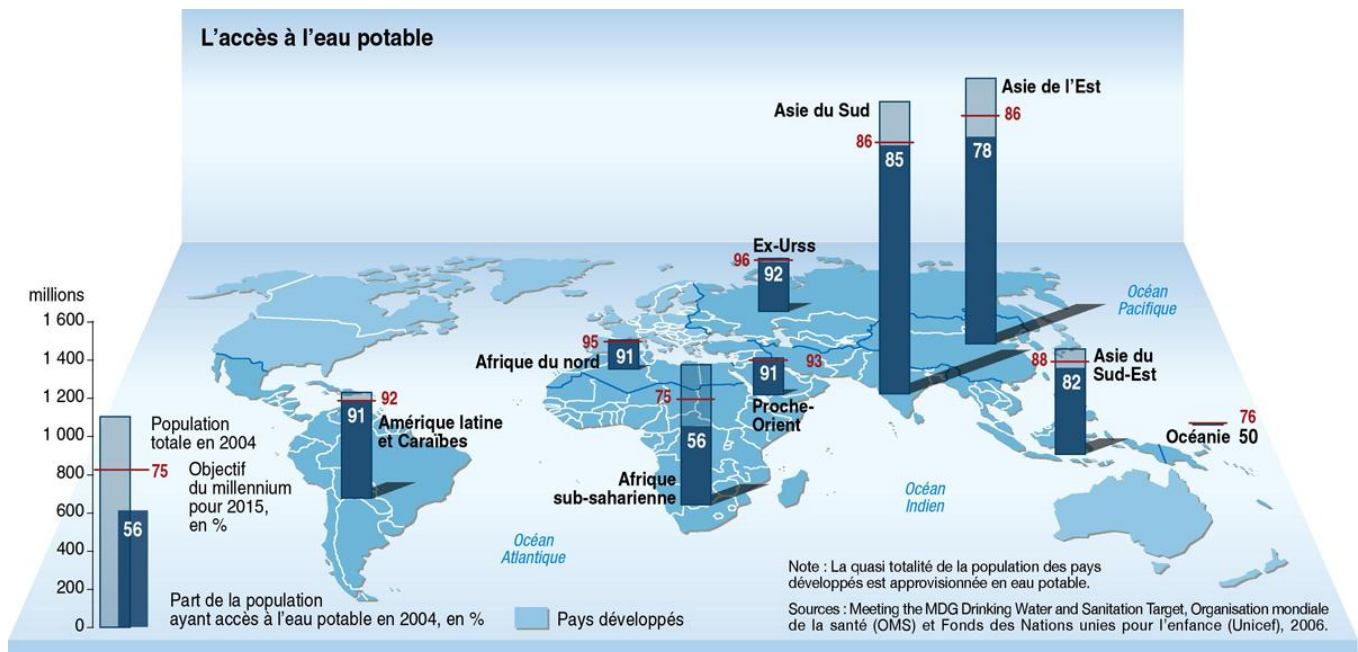 L'accès à l'eau potable
Asie de l'Est
86
78
Asie du Sud
86
85
Ex-Urss
96
92
Océan
Pacifique
95
91
Afrique du nord
93
91
Proche-
Orient
88
82
Asie du
Sud-Est
92
91
Amérique latine
et Caraïbes
75
56
Afrique
sub-saharienne
76
Océanie 50
Océan
Indien
Océan
Atlantique
millions
1 600
1 400
1 200
1 000
800
600
400
200
0
Population
totale en 2004
75
Objectif
du millennium
pour 2015,
en %
56
Part de la population
ayant accès à l'eau potable en 2004, en %
Pays développés
Note : La quasi totalité de la population des pays
développés est approvisionnée en eau potable.
Sources : Meeting the MDG Drinking Water and Sanitation Target, Organisation mondiale
de la santé (OMS) et Fonds des Nations unies pour l'enfance (Unicef), 2006.